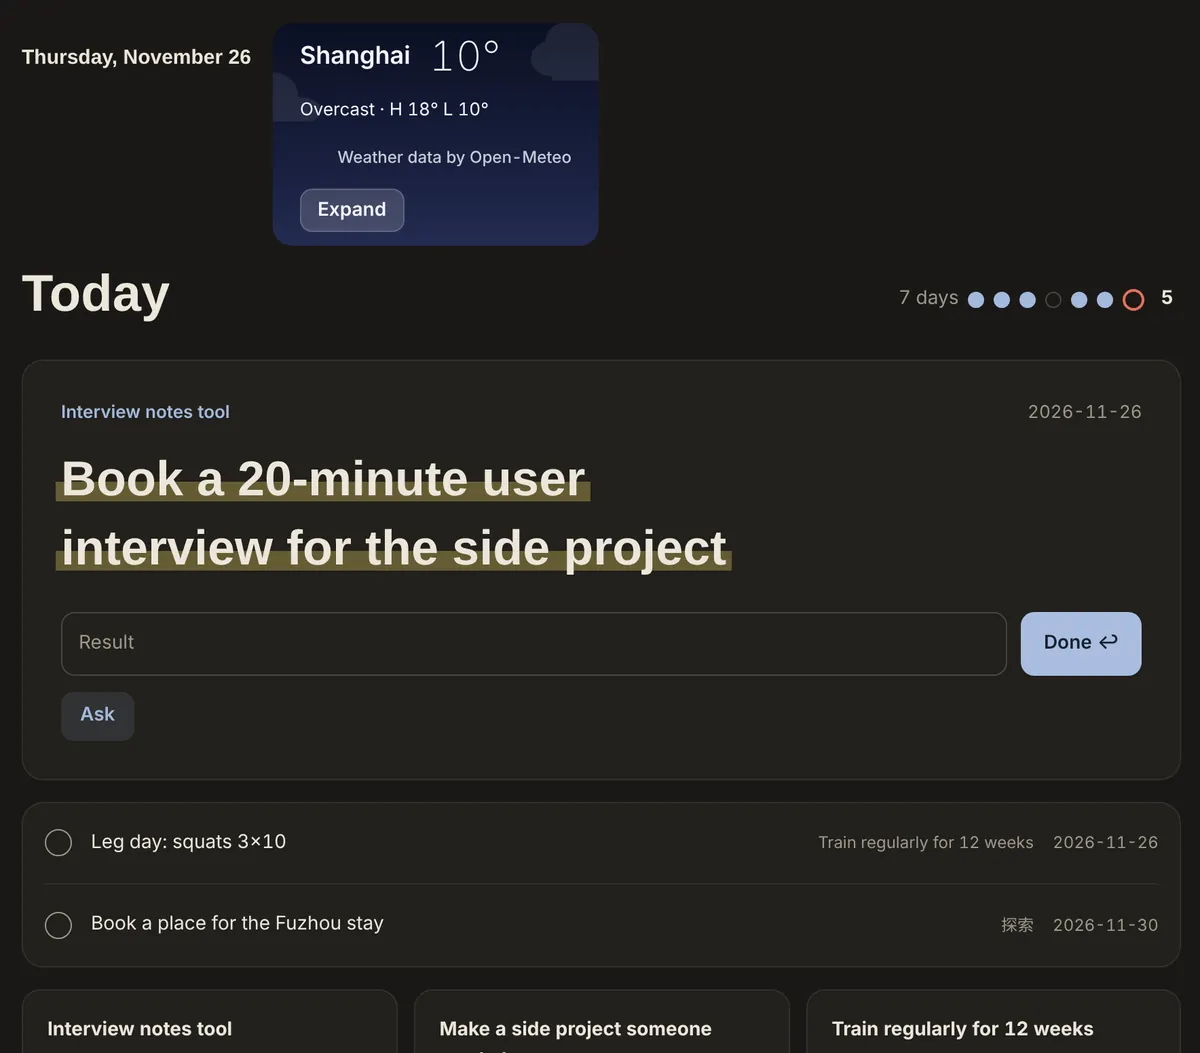 Thursday, November 26
Shanghai 10°
Overcast · H 18° L 10°
Weather data by Open-Meteo
Expand
Today
7 days 5
Interview notes tool 2026-11-26
Book a 20-minute user
interview for the side project
Result
Done ↩
Ask
Leg day: squats 3×10 Train regularly for 12 weeks 2026-11-26
Book a place for the Fuzhou stay 探索 2026-11-30
Interview notes tool
Make a side project someone
Train regularly for 12 weeks